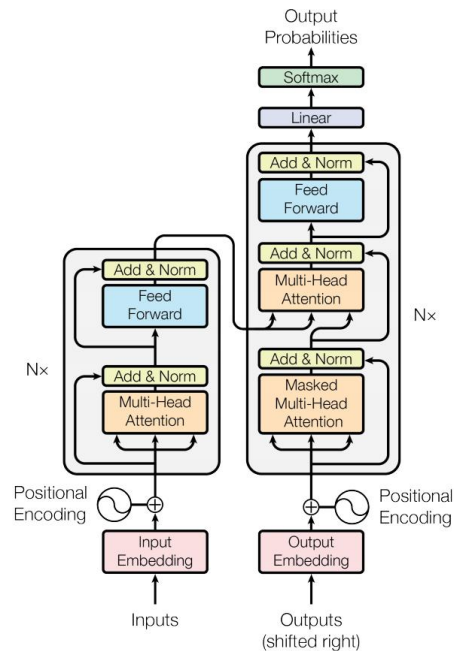 Output
Probabilities
Softmax
Linear
Add & Norm
Feed
Forward
Add & Norm
Multi-Head
Attention
Add & Norm
Masked
Multi-Head
Attention
Nx
Add & Norm
Feed
Forward
Add & Norm
Multi-Head
Attention
N×
Positional
Encoding
Positional
Encoding
Input
Embedding
Output
Embedding
Inputs
Outputs
(shifted right)